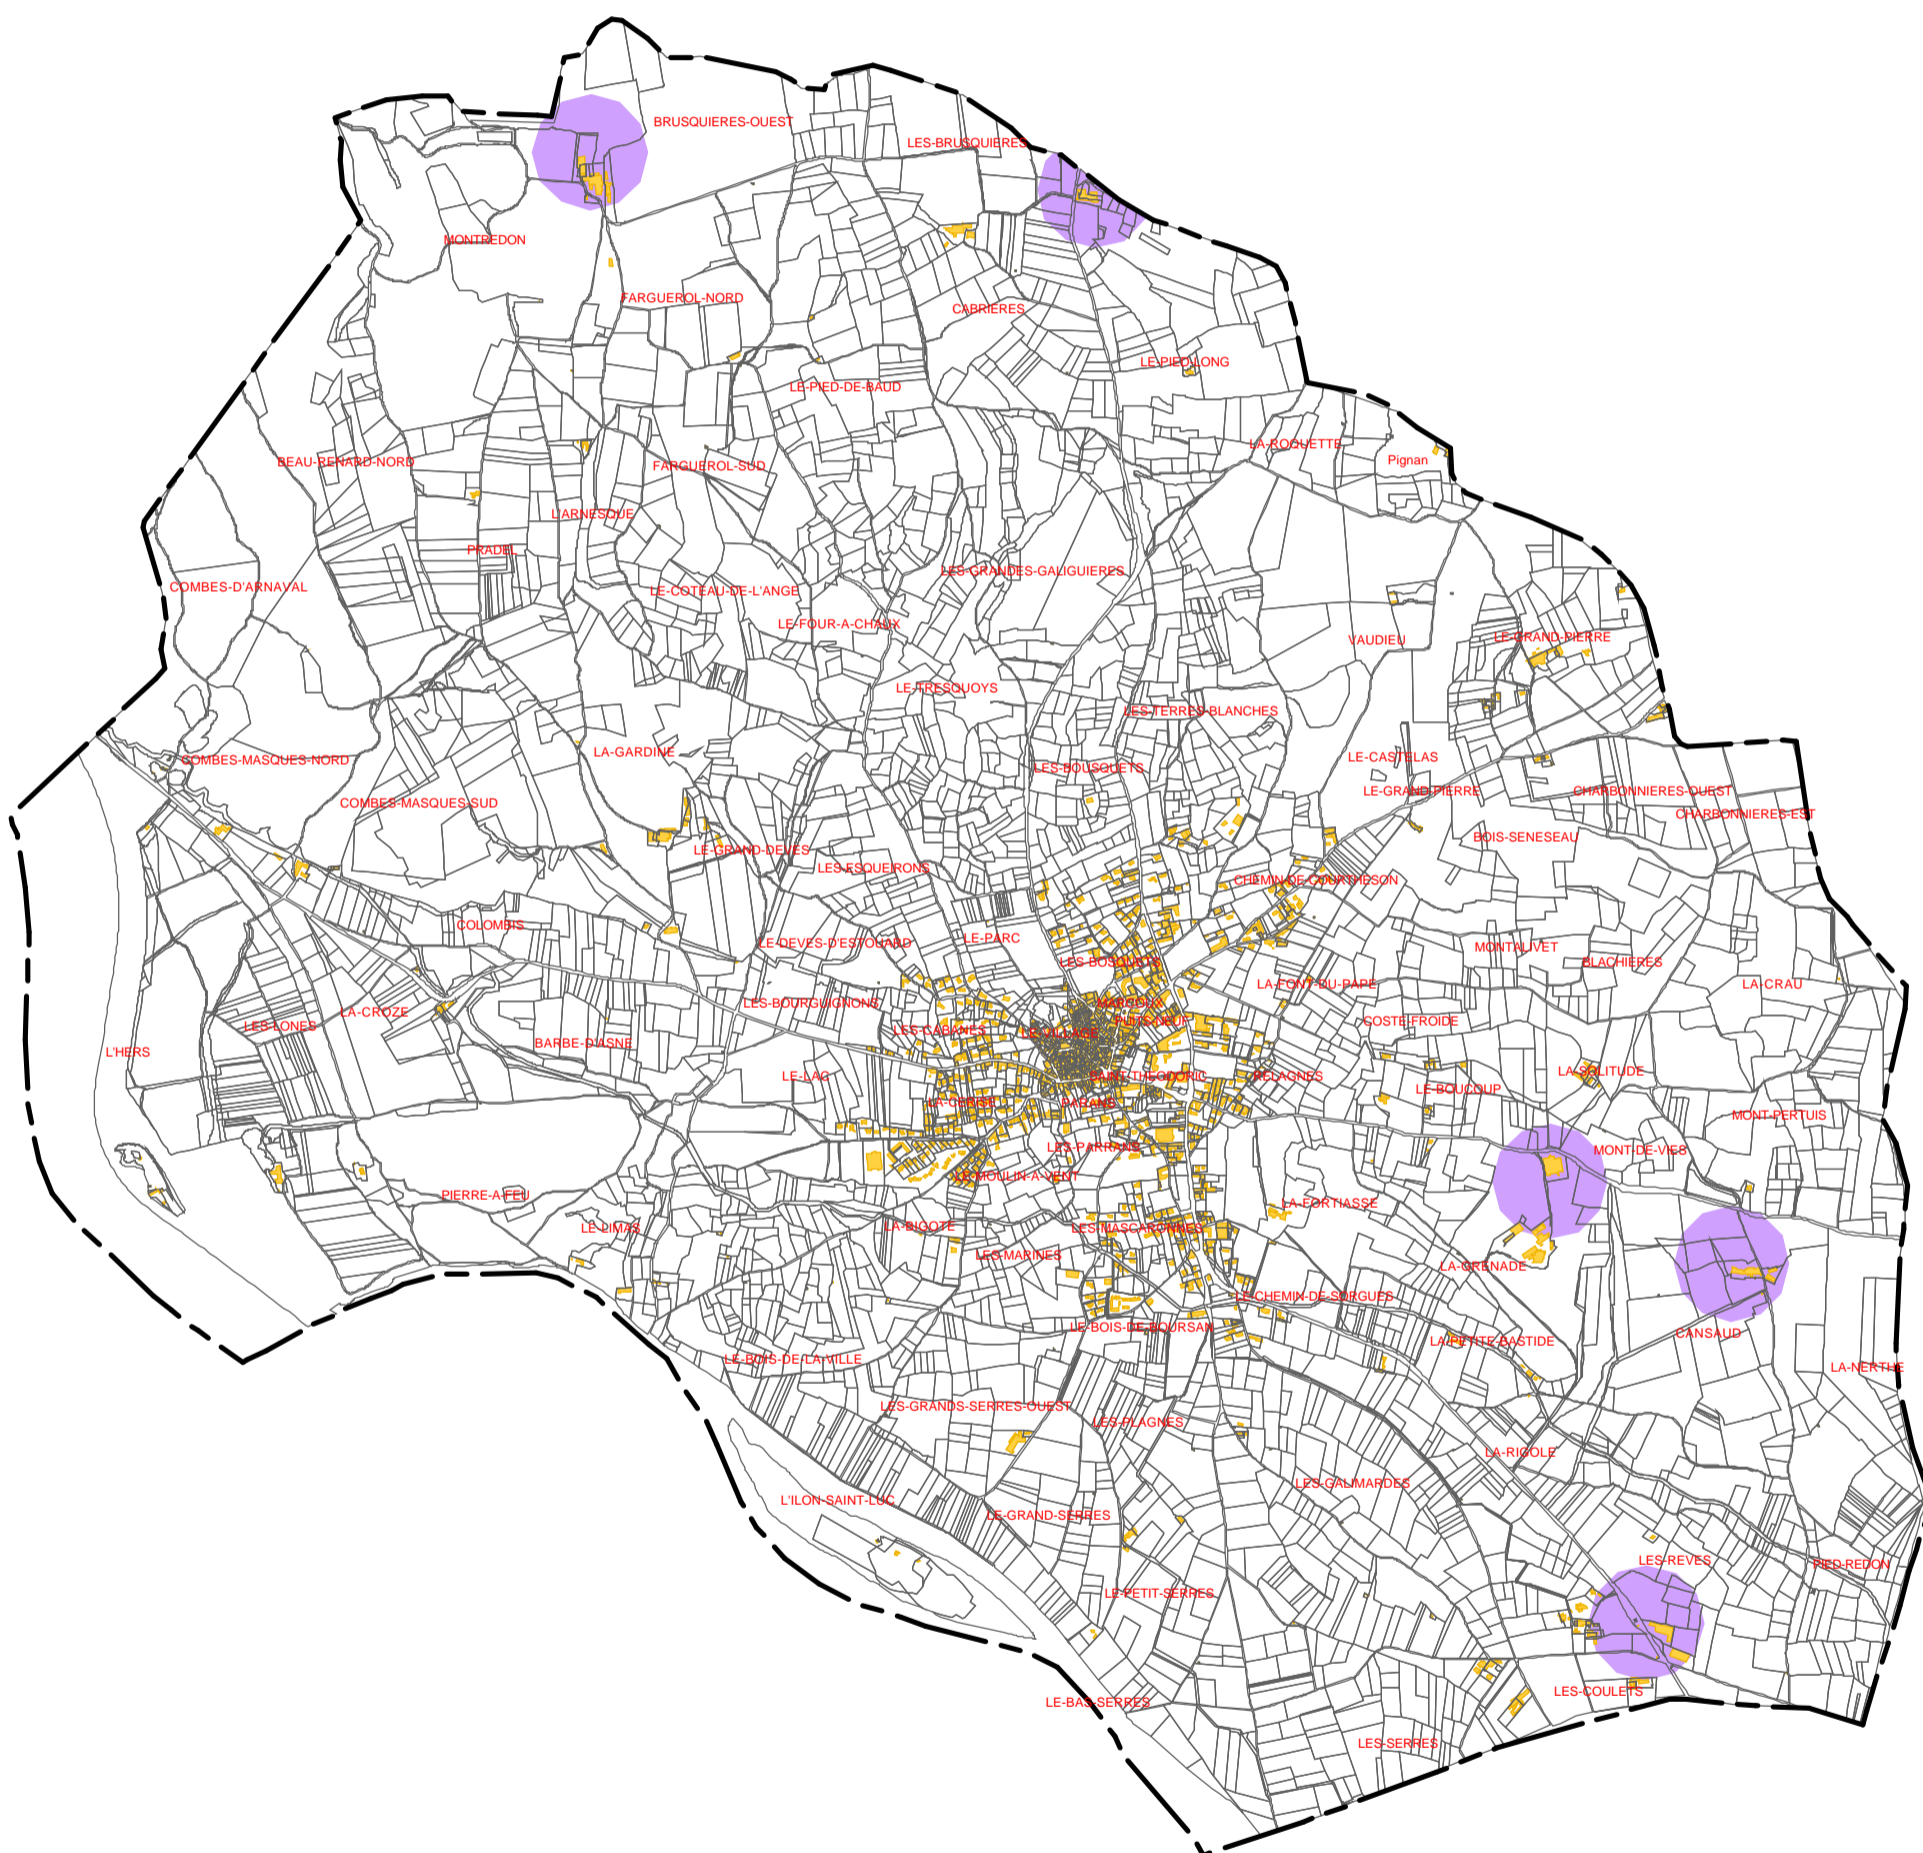 BRUSQUIERES-OUEST
LES-BRUSQUIERES
MONTREDON
FARGUEROL-NORD
CABRIERES
LE-PIED-LONG
LE-PIED-DE-BAUD
LA-ROQUETTE
Pignan
BEAU-RENARD-NORD
FARGUEROL-SUD
L'ARNESQUE
PRADEL
LES-GRANDES-GALIGUIERES
COMBES-D'ARNAVAL
LE-COTEAU-DE-L'ANGE
LE-FOUR-A-CHAUX
VAUDIEU
LE-GRAND-PIERRE
LE-TRESQUOYS
LES-TERRES-BLANCHES
LA-GARDINE
COMBES-MASQUES-NORD
LE-CASTELAS
LES-BOUSQUETS
LE-GRAND-PIERRE
CHARBONNIERES-OUEST
COMBES-MASQUES-SUD
CHARBONNIERES-EST
BOIS-SENESEAU
LE-GRAND-DEVES
LES-ESQUEIRONS
CHEMIN-DE-COURTHESON
COLOMBIS
LE-DEVES-D'ESTOUARD
LE-PARC
MONTALIVET
LES-BOSQUETS
BLACHIERES
LA-FONT-DU-PAPE
LA-CRAU
LES-BOURGUIGNONS
MARCOUX
LA-CROZE
LES-LONES
LES-CABANES
LE-VILLAGE
PUITS-NEUF
COSTE-FROIDE
BARBE-D'ASNE
L'HERS
LE-LAC
SAINT-THEODORIC
RELAGNES
LA-SOLITUDE
LE-BOUCOUP
LA-CERISE
PARANS
MONT-PERTUIS
LES-PARRANS
MONT-DE-VIES
LE-MOULIN-A-VENT
PIERRE-A-FEU
LA-FORTIASSE
LE-LIMAS
LA-BIGOTE
LES-MASCARONNES
LES-MARINES
LA-GRENADE
LE-CHEMIN-DE-SORGUES
LE-BOIS-DE-BOURSAN
CANSAUD
LA-PETITE-BASTIDE
LE-BOIS-DE-LA-VILLE
LA-NERTHE
LES-GRANDS-SERRES-OUEST
LES-PLAGNES
LA-RIGOLE
LES-GALIMARDES
L'ILON-SAINT-LUC
LE-GRAND-SERRES
LES-REVES
PIED-REDON
LE-PETIT-SERRES
LES-COULETS
LE-BAS-SERRES
LES-SERRES